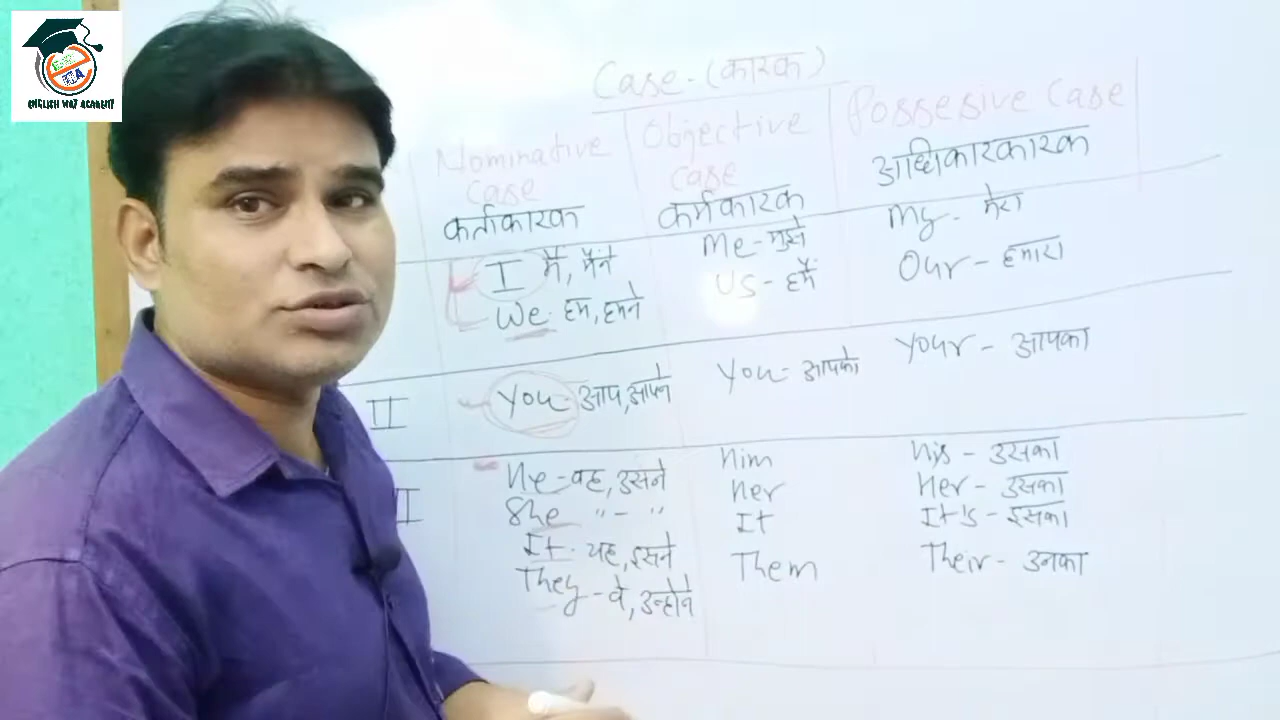 ENGLISH WAY ACADEMY
Case - (कारक)
Nominative Case
कर्ताकारक
Objective Case
कर्मकारक
Possesive Case
आधिकारकारक
I मैं, मैंने
Me - मुझे
My - मेरा
We - हम, हमने
US - हमें
Our - हमारा
II
You - आप, आपने
You - आपको
Your - आपका
I
He - वह, उसने
Him
His - उसका
She " - "
Her
Her - उसका
It - यह, इसने
It
It's - इसका
They - वे, उन्होंने
Them
Their - उनका